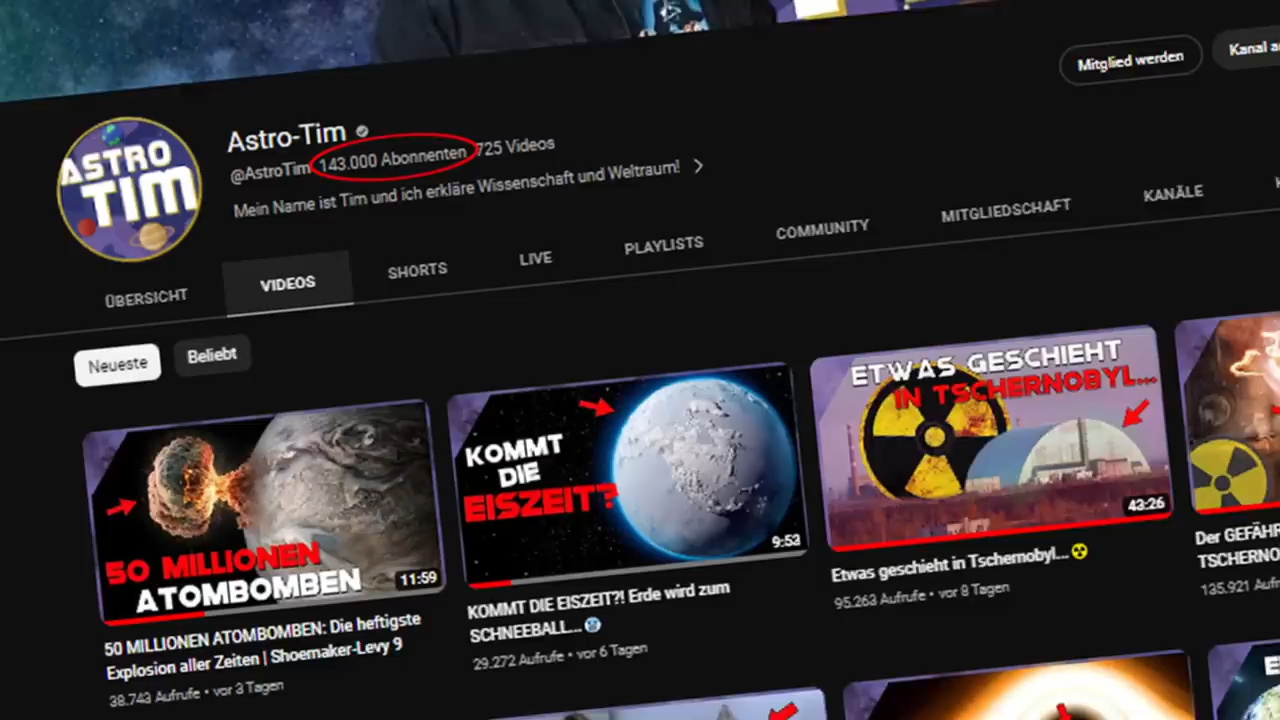 Mitglied werden
Kanal a
ASTRO
TIM
Astro-Tim
@AstroTim 143.000 Abonnenten 725 Videos
Mein Name ist Tim und ich erkläre Wissenschaft und Weltraum!
ÜBERSICHT
VIDEOS
SHORTS
LIVE
PLAYLISTS
COMMUNITY
MITGLIEDSCHAFT
KANÄLE
Neueste
Beliebt
50 MILLIONEN
ATOMBOMBEN
11:59
50 MILLIONEN ATOMBOMBEN: Die heftigste
Explosion aller Zeiten | Shoemaker-Levy 9
38.743 Aufrufe • vor 3 Tagen
KOMMT
DIE
EISZEIT?
9:53
KOMMT DIE EISZEIT?! Erde wird zum
SCHNEEBALL... 🥶
29.272 Aufrufe • vor 6 Tagen
ETWAS GESCHIEHT
IN TSCHERNOBYL...
43:26
Etwas geschieht in Tschernobyl... ☢️
95.263 Aufrufe • vor 8 Tagen
Der GEFÄHR
TSCHERNO
135.921 Auf